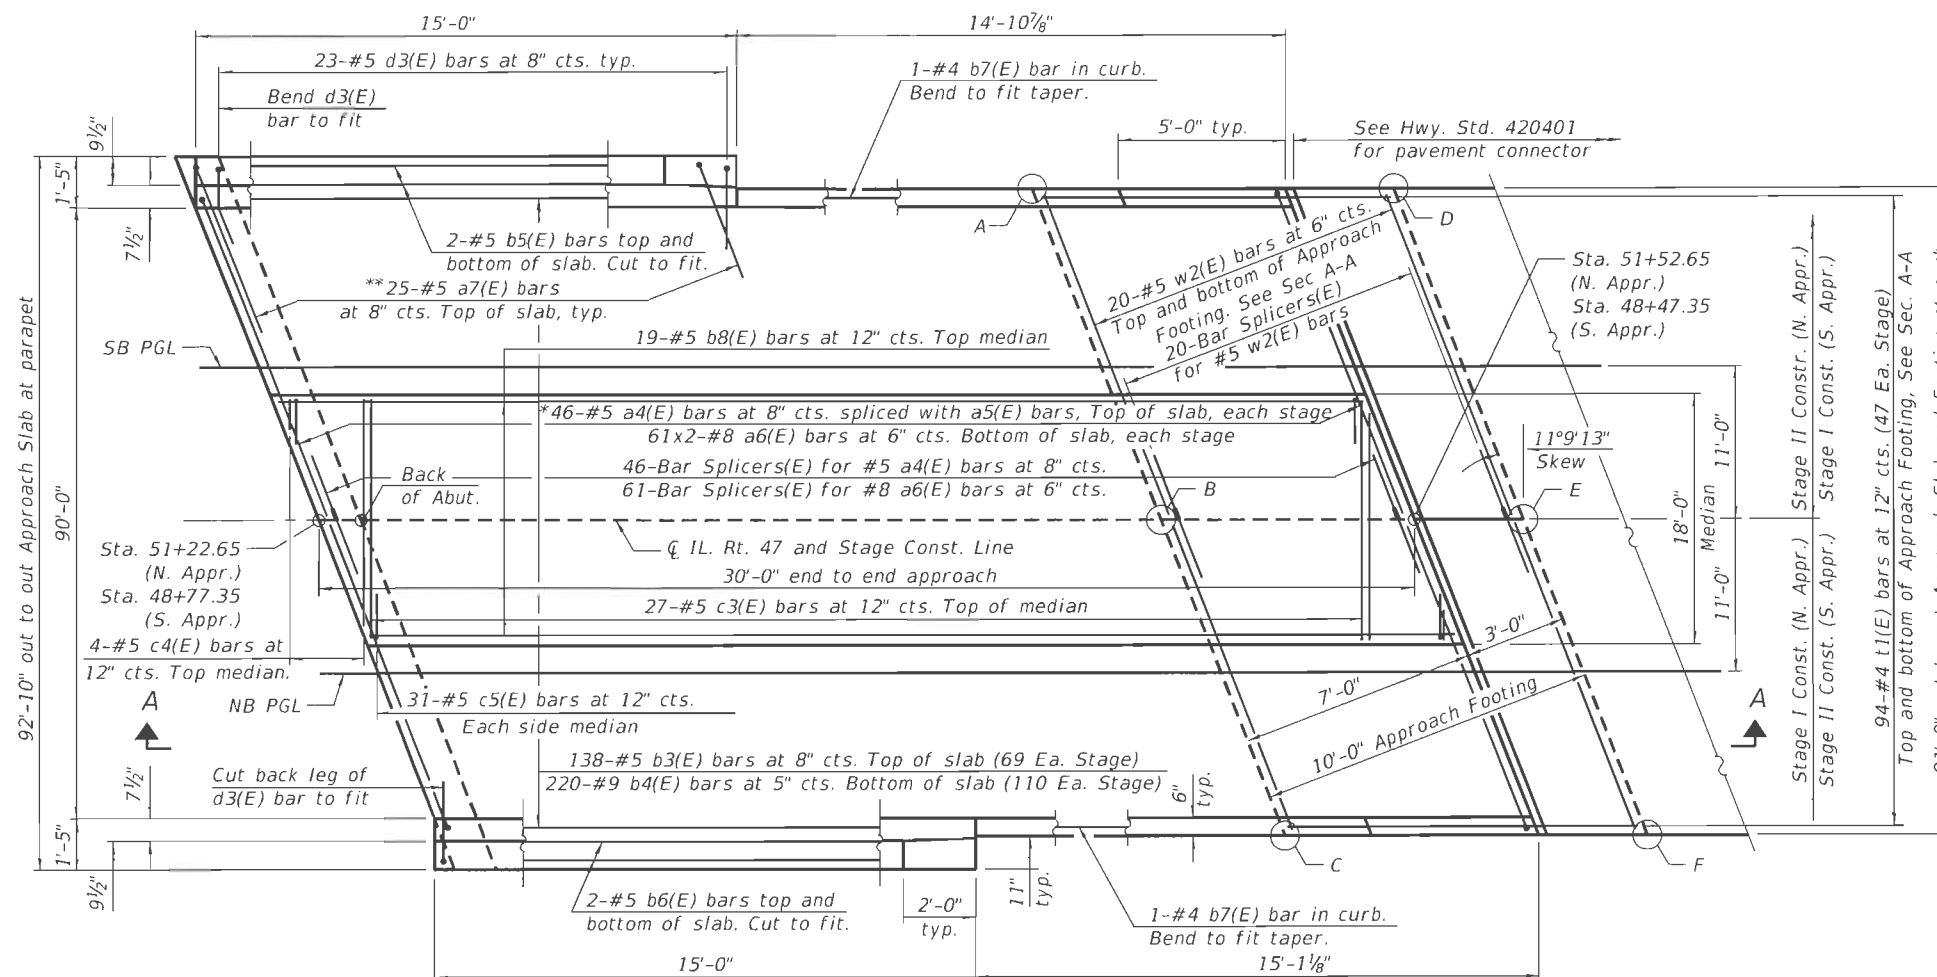 15'-0"
14'-10⅞"
23-#5 d3(E) bars at 8" cts. typ.
1-#4 b7(E) bar in curb.
Bend to fit taper.
Bend d3(E)
bar to fit
9½"
5'-0" typ.
See Hwy. Std. 420401
for pavement connector
1'-5"
7½"
A
D
2-#5 b5(E) bars top and
bottom of slab. Cut to fit.
**25-#5 a7(E) bars
at 8" cts. Top of slab, typ.
20-#5 w2(E) bars at 6" cts.
Top and bottom of Approach
Footing. See Sec A-A
20-Bar Splicers(E)
for #5 w2(E) bars
Sta. 51+52.65
(N. Appr.)
Sta. 48+47.35
(S. Appr.)
SB PGL
19-#5 b8(E) bars at 12" cts. Top median
*46-#5 a4(E) bars at 8" cts. spliced with a5(E) bars, Top of slab, each stage
61x2-#8 a6(E) bars at 6" cts. Bottom of slab, each stage
46-Bar Splicers(E) for #5 a4(E) bars at 8" cts.
61-Bar Splicers(E) for #8 a6(E) bars at 6" cts.
11°9'13"
Skew
Back
of Abut.
B
E
92'-10" out to out Approach Slab at parapet
90'-0"
Sta. 51+22.65
(N. Appr.)
Sta. 48+77.35
(S. Appr.)
℄ IL. Rt. 47 and Stage Const. Line
30'-0" end to end approach
27-#5 c3(E) bars at 12" cts. Top of median
4-#5 c4(E) bars at
12" cts. Top median.
11'-0"
11'-0"
18'-0"
Median
Stage II Constr. (N. Appr.)
Stage I Const. (S. Appr.)
Stage I Const. (N. Appr.)
Stage II Const. (S. Appr.)
94-#4 t1(E) bars at 12" cts. (47 Ea. Stage)
Top and bottom of Approach Footing, See Sec. A-A
3'-0"
7'-0"
10'-0" Approach Footing
A
NB PGL
31-#5 c5(E) bars at 12" cts.
Each side median
A
138-#5 b3(E) bars at 8" cts. Top of slab (69 Ea. Stage)
220-#9 b4(E) bars at 5" cts. Bottom of slab (110 Ea. Stage)
Cut back leg of
d3(E) bar to fit
7½"
6"
typ.
1'-5"
9½"
C
F
2-#5 b6(E) bars top and
bottom of slab. Cut to fit.
2'-0"
typ.
11"
typ.
1-#4 b7(E) bar in curb.
Bend to fit taper.
15'-0"
15'-1⅛"